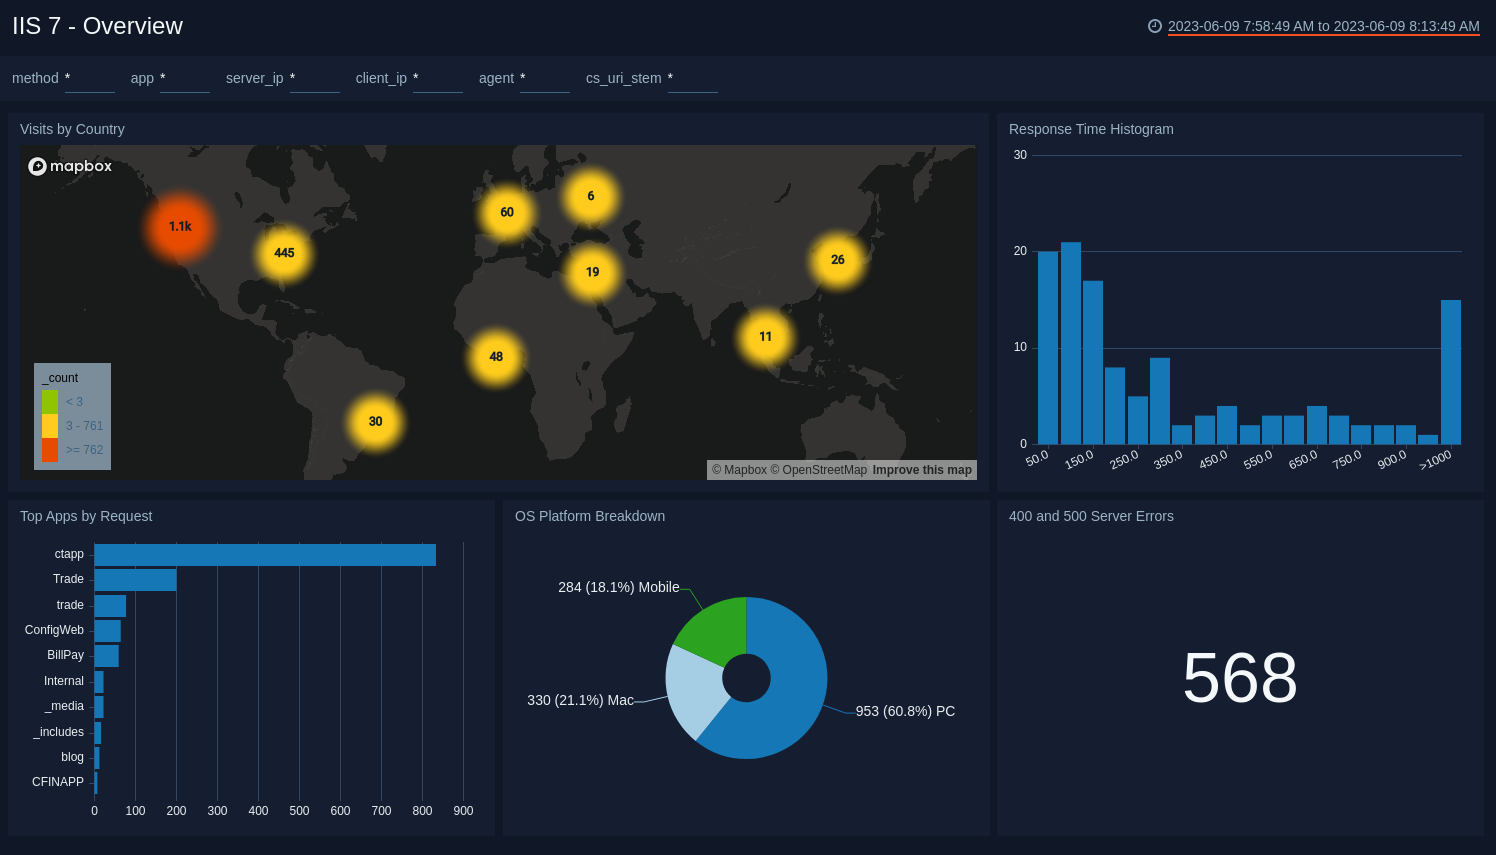 IIS 7 - Overview
2023-06-09 7:58:49 AM to 2023-06-09 8:13:49 AM
method * app * server_ip * client_ip * agent * cs_uri_stem *
Visits by Country
mapbox
1.1k
445
60
6
19
26
11
48
30
_count
< 3
3 - 761
>= 762
© Mapbox © OpenStreetMap Improve this map
Response Time Histogram
30
20
10
0
50.0 150.0 250.0 350.0 450.0 550.0 650.0 750.0 900.0 >1000
Top Apps by Request
ctapp
Trade
trade
ConfigWeb
BillPay
Internal
_media
_includes
blog
CFINAPP
0 100 200 300 400 500 600 700 800 900
OS Platform Breakdown
284 (18.1%) Mobile
330 (21.1%) Mac
953 (60.8%) PC
400 and 500 Server Errors
568